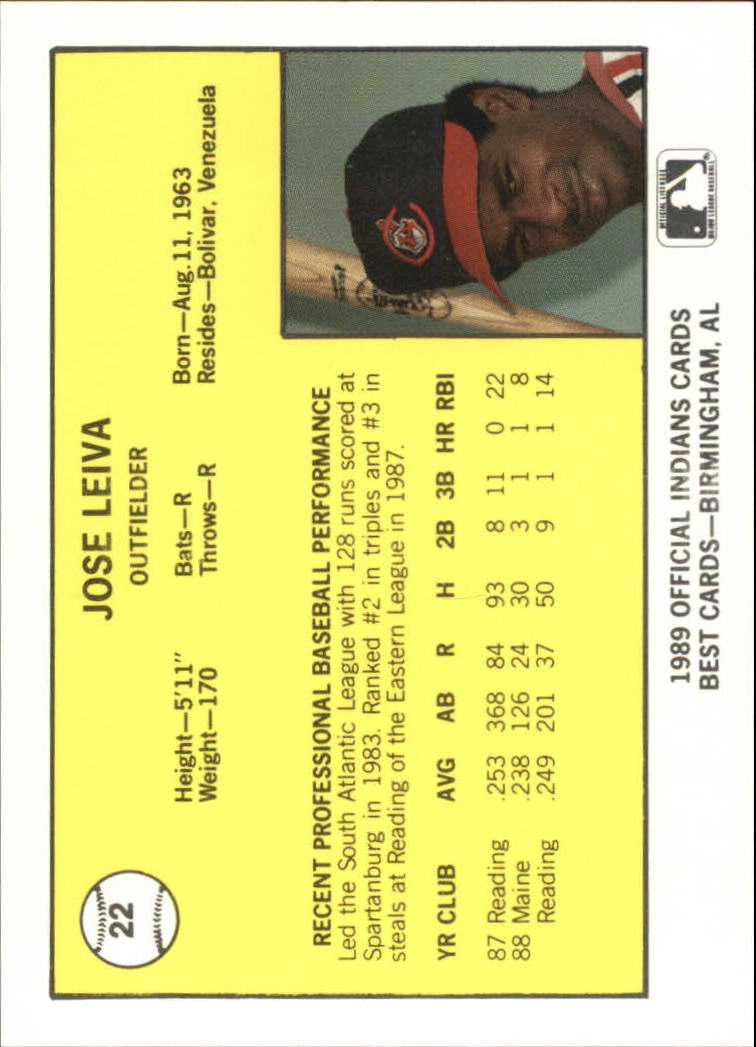 22
JOSE LEIVA
OUTFIELDER
Height—5'11" Bats—R Born—Aug.11, 1963
Weight—170 Throws—R Resides—Bolivar, Venezuela
RECENT PROFESSIONAL BASEBALL PERFORMANCE
Led the South Atlantic League with 128 runs scored at
Spartanburg in 1983. Ranked #2 in triples and #3 in
steals at Reading of the Eastern League in 1987.
YR CLUB AVG AB R H 2B 3B HR RBI
87 Reading .253 368 84 93 8 11 0 22
88 Maine .238 126 24 30 3 1 1 8
Reading .249 201 37 50 9 1 1 14
1989 OFFICIAL INDIANS CARDS
BEST CARDS—BIRMINGHAM, AL
OFFICIAL LICENSEE
MAJOR LEAGUE BASEBALL